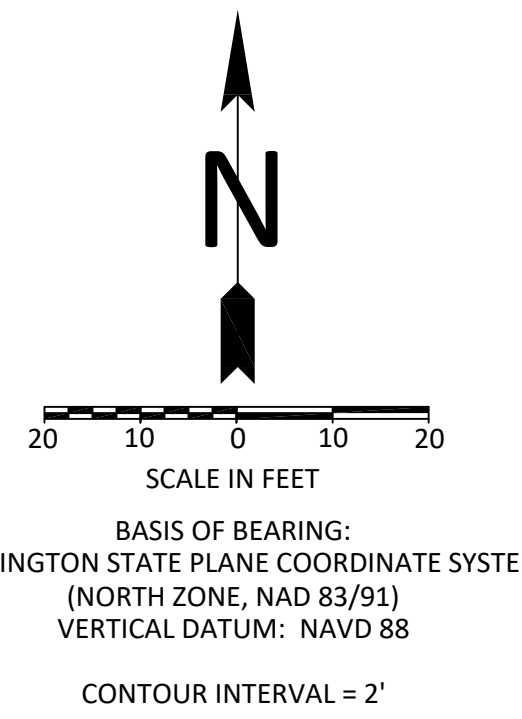 N
20 10 0 10 20
SCALE IN FEET
BASIS OF BEARING:
INGTON STATE PLANE COORDINATE SYSTE
(NORTH ZONE, NAD 83/91)
VERTICAL DATUM: NAVD 88
CONTOUR INTERVAL = 2'